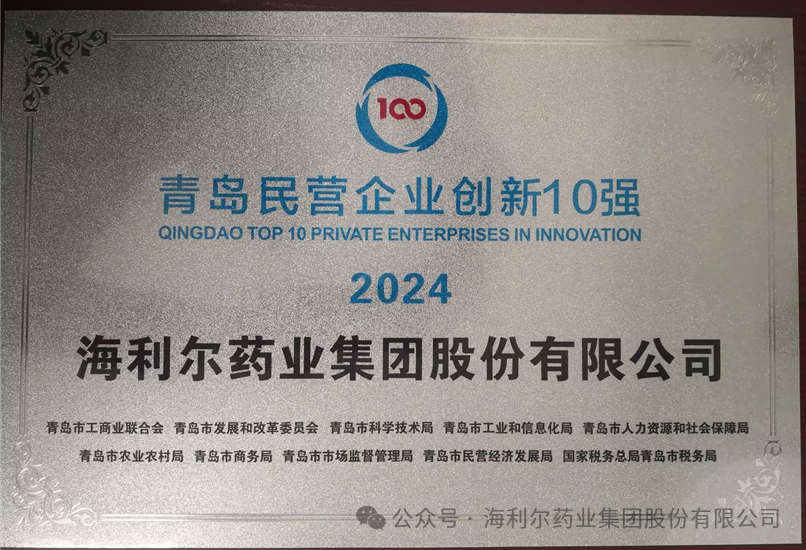 100
青岛民营企业创新10强
QINGDAO TOP 10 PRIVATE ENTERPRISES IN INNOVATION
2024
海利尔药业集团股份有限公司
青岛市工商业联合会 青岛市发展和改革委员会 青岛市科学技术局 青岛市工业和信息化局 青岛市人力资源和社会保障局
青岛市农业农村局 青岛市商务局 青岛市市场监督管理局 青岛市民营经济发展局 国家税务总局青岛市税务局
公众号 · 海利尔药业集团股份有限公司